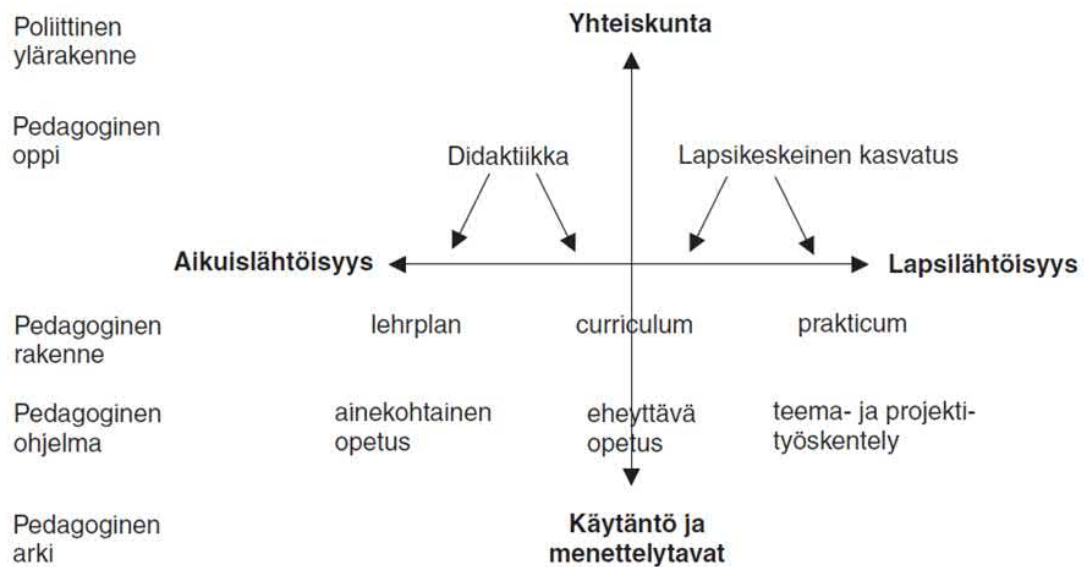 Poliittinen
ylärakenne
Yhteiskunta
Pedagoginen
oppi
Didaktiikka
Lapsikeskeinen kasvatus
Aikuislähtöisyys
Lapsilähtöisyys
Pedagoginen
rakenne
lehrplan
curriculum
prakticum
Pedagoginen
ohjelma
ainekohtainen
opetus
eheyttävä
opetus
teema- ja projekti-
työskentely
Pedagoginen
arki
Käytäntö ja
menettelytavat